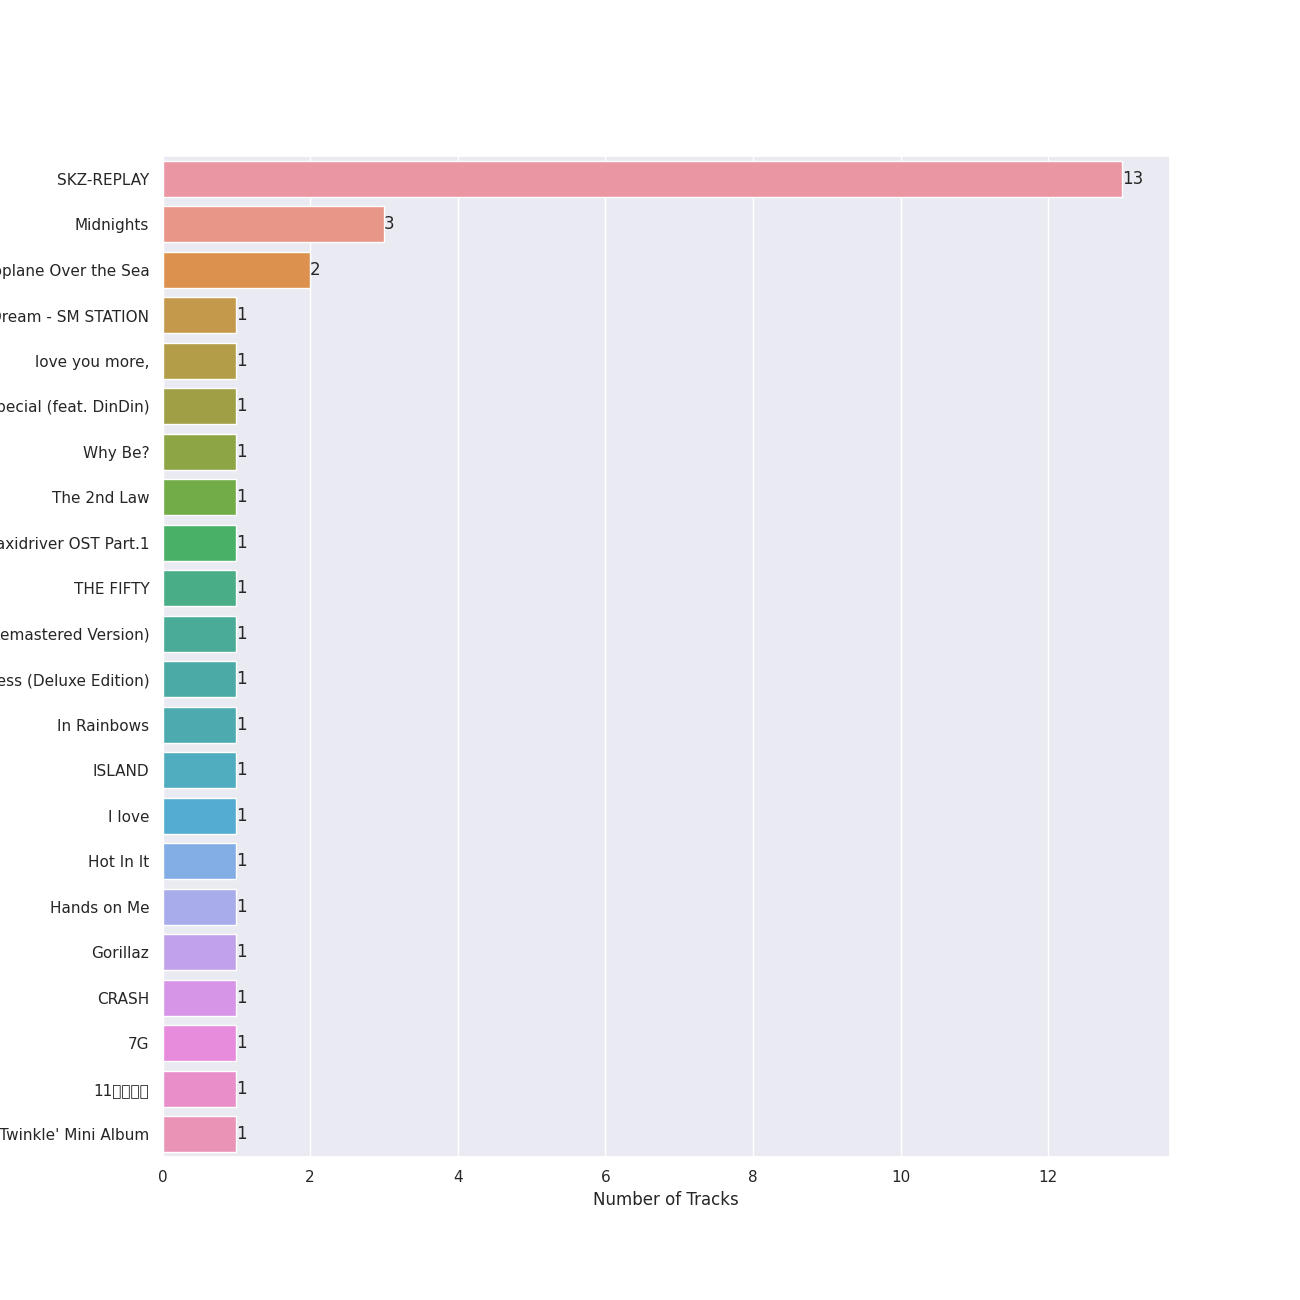 SKZ-REPLAY 13
Midnights 3
plane Over the Sea 2
ream - SM STATION 1
love you more, 1
pecial (feat. DinDin) 1
Why Be? 1
The 2nd Law 1
axidriver OST Part.1 1
THE FIFTY 1
emastered Version) 1
ess (Deluxe Edition) 1
In Rainbows 1
ISLAND 1
I love 1
Hot In It 1
Hands on Me 1
Gorillaz 1
CRASH 1
7G 1
11 1
Twinkle' Mini Album 1
0 2 4 6 8 10 12
Number of Tracks